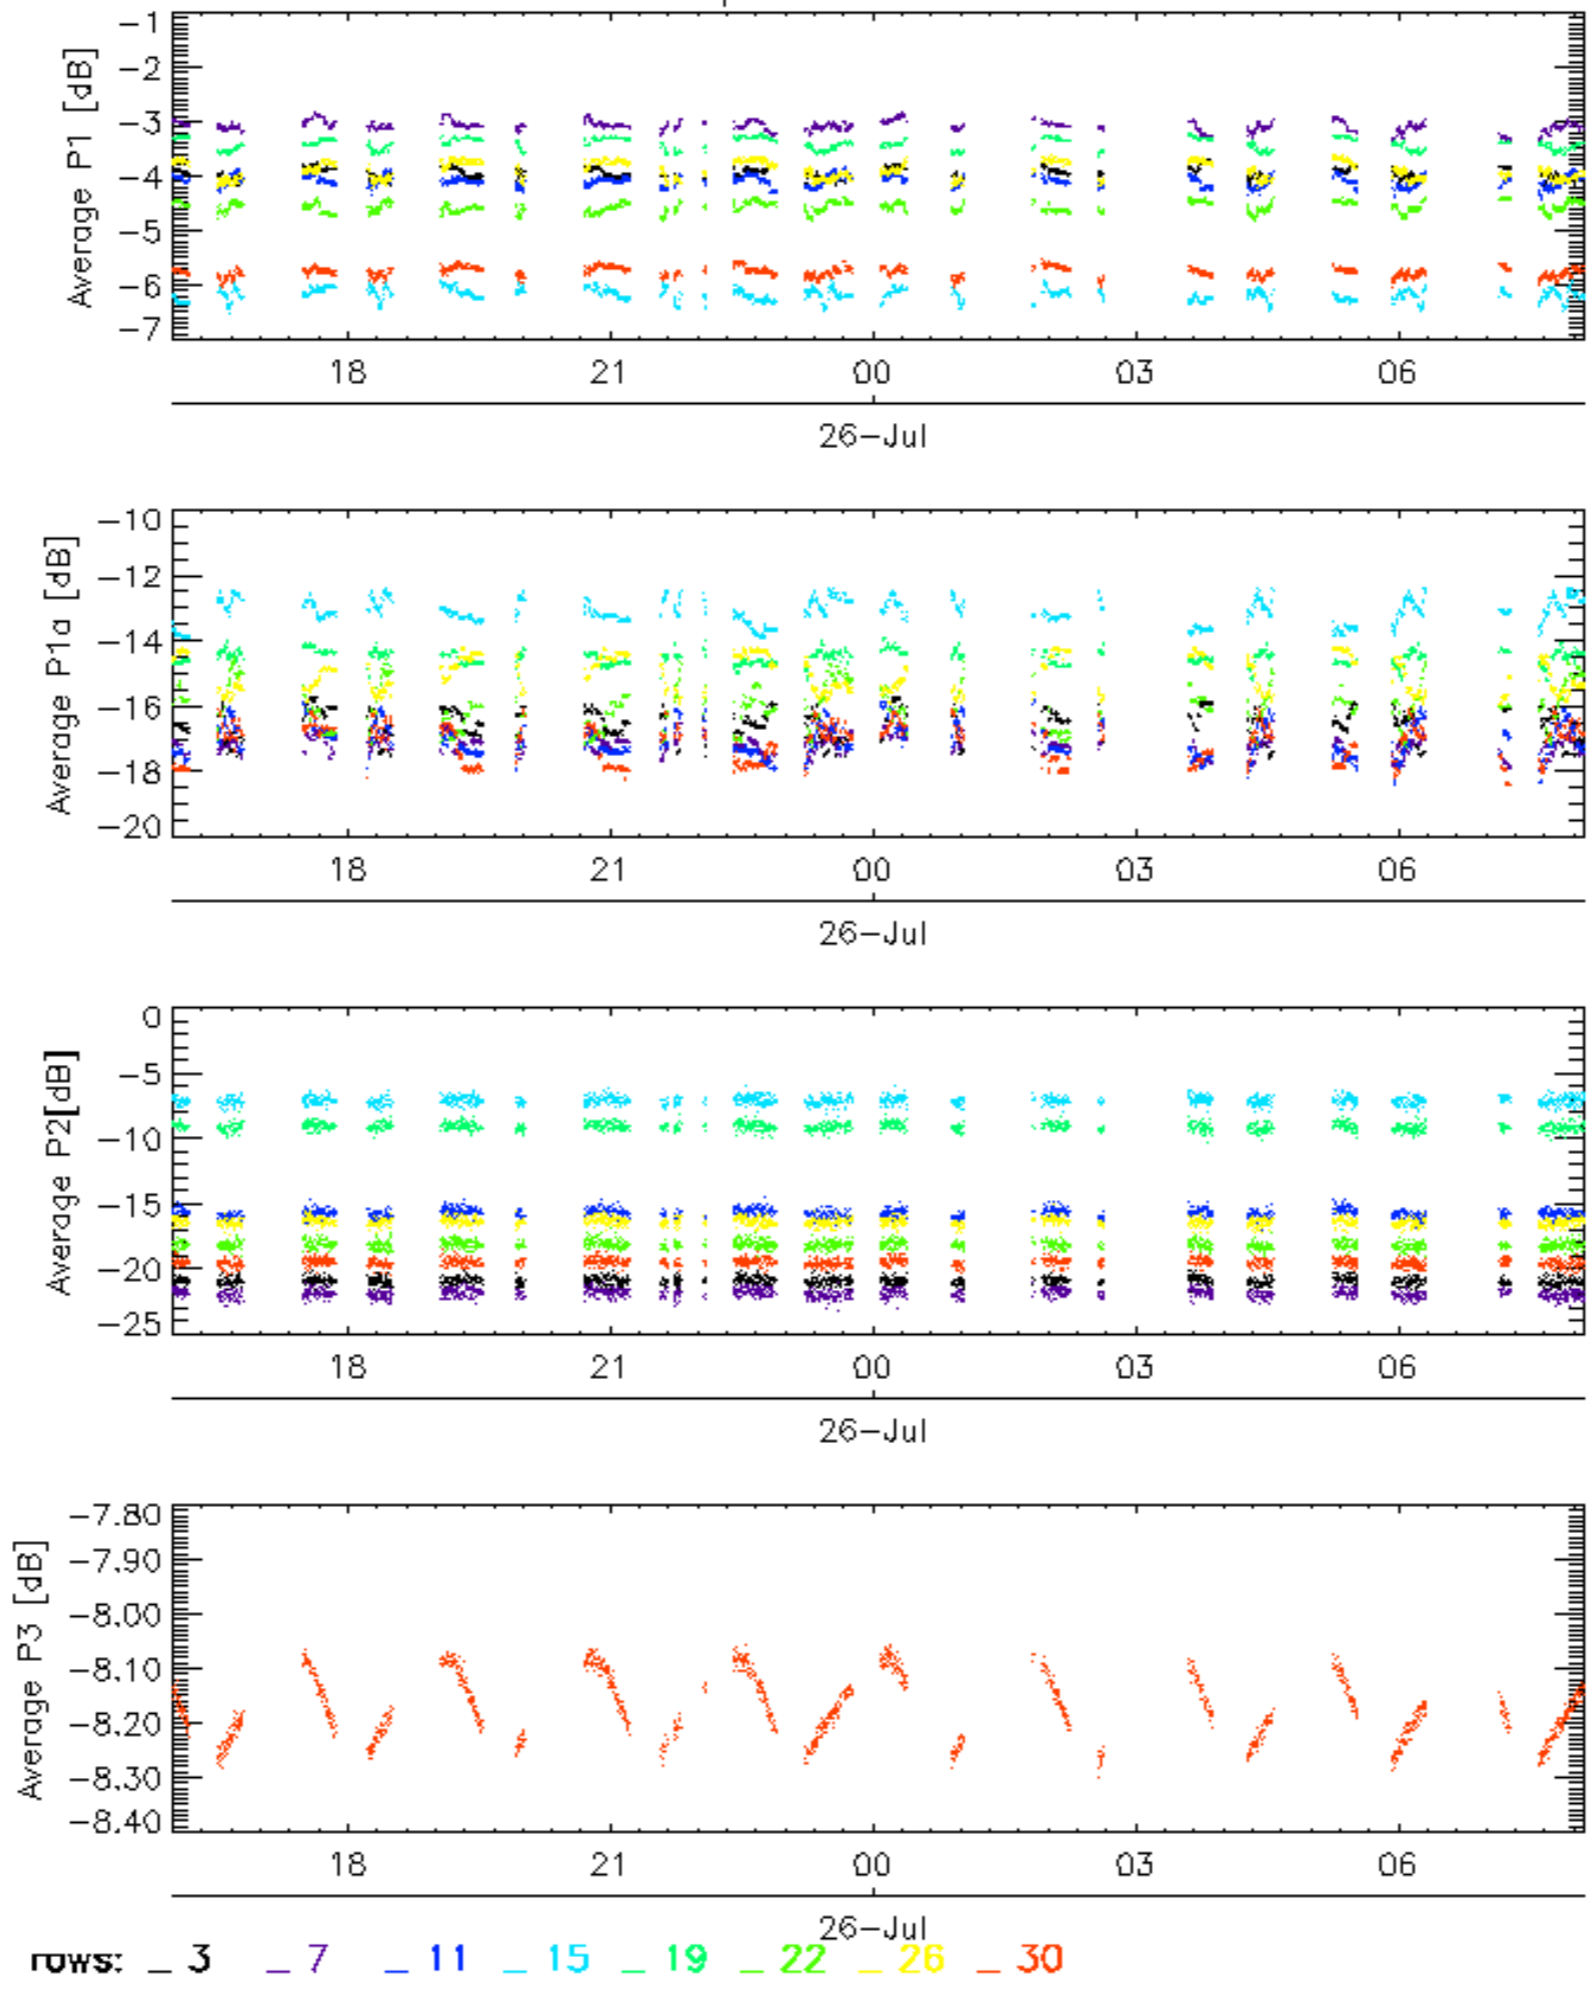 Average P1 [dB]
-1
-2
-3
-4
-5
-6
-7
18 21 00 03 06
26-Jul
Average P1a [dB]
-10
-12
-14
-16
-18
-20
18 21 00 03 06
26-Jul
Average P2[dB]
0
-5
-10
-15
-20
-25
18 21 00 03 06
26-Jul
Average P3 [dB]
-7.80
-7.90
-8.00
-8.10
-8.20
-8.30
-8.40
18 21 00 03 06
26-Jul
rows: _ 3 _ 7 _ 11 _ 15 _ 19 _ 22 _ 26 _ 30